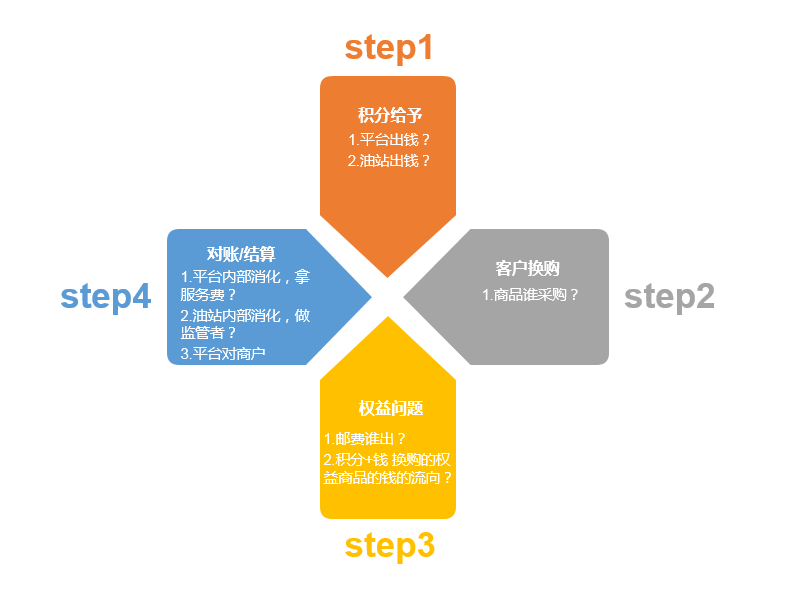 step1
积分给予
1.平台出钱？
2.油站出钱？
step2
客户换购
1.商品谁采购？
step3
权益问题
1.邮费谁出？
2.积分+钱 换购的权
益商品的钱的流向？
step4
对账/结算
1.平台内部消化，拿
服务费？
2.油站内部消化，做
监管者？
3.平台对商户